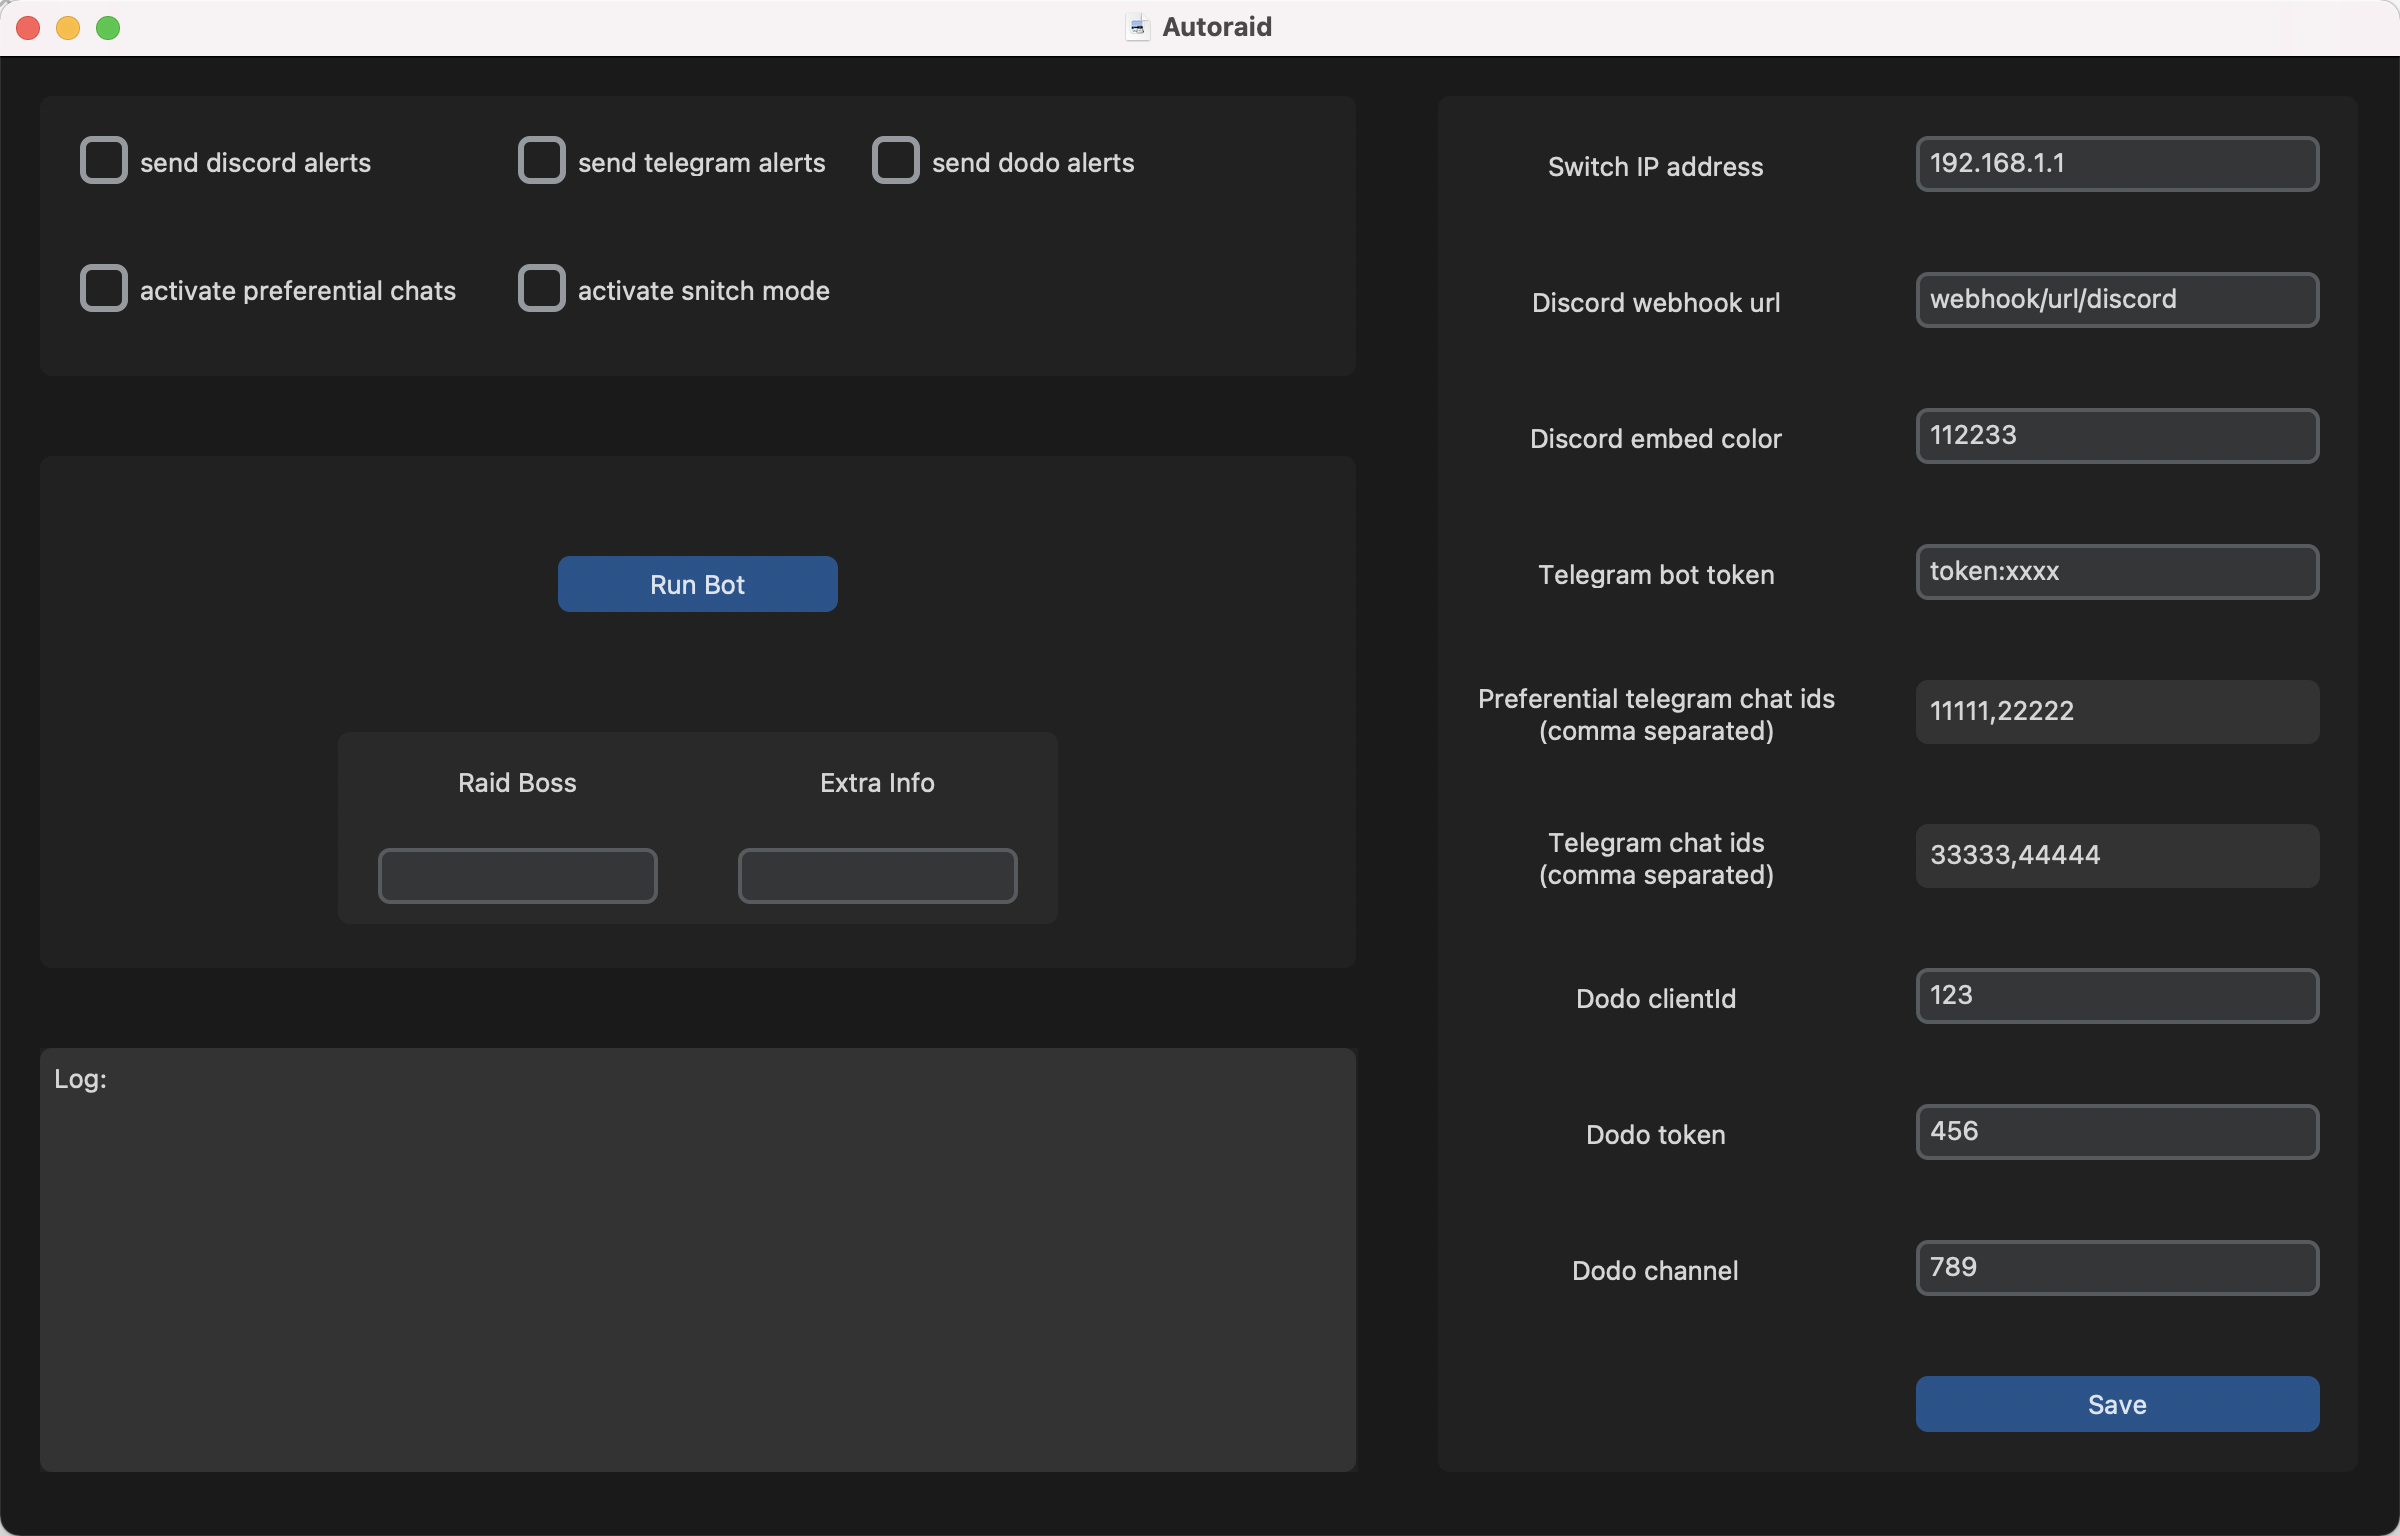 Autoraid
send discord alerts
send telegram alerts
send dodo alerts
activate preferential chats
activate snitch mode
Run Bot
Raid Boss
Extra Info
Log:
Switch IP address
192.168.1.1
Discord webhook url
webhook/url/discord
Discord embed color
112233
Telegram bot token
token:xxxx
Preferential telegram chat ids
(comma separated)
11111,22222
Telegram chat ids
(comma separated)
33333,44444
Dodo clientId
123
Dodo token
456
Dodo channel
789
Save